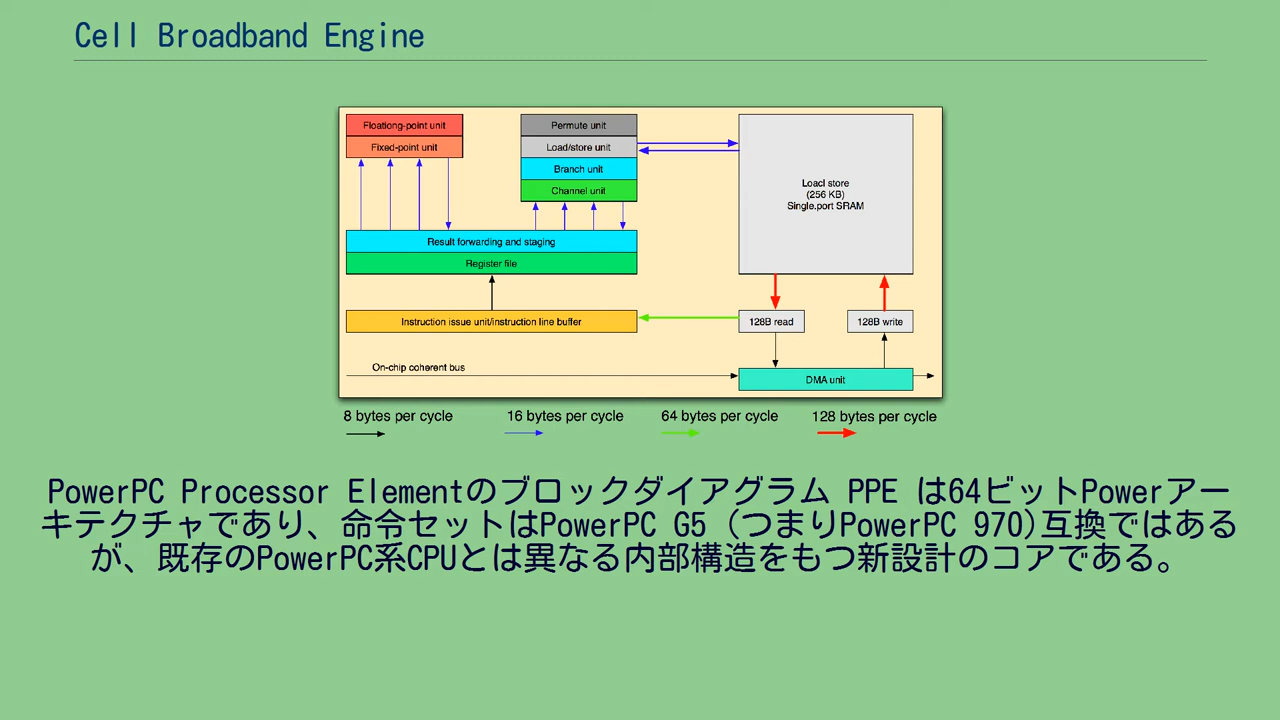 Cell Broadband Engine
Floationg-point unit
Fixed-point unit
Permute unit
Load/store unit
Branch unit
Channel unit
Loacl store
(256 KB)
Single.port SRAM
Result forwarding and staging
Register file
Instruction issue unit/instruction line buffer
128B read
128B write
On-chip coherent bus
DMA unit
8 bytes per cycle
16 bytes per cycle
64 bytes per cycle
128 bytes per cycle
PowerPC Processor Elementのブロックダイアグラム PPE は64ビットPowerアー
キテクチャであり、命令セットはPowerPC G5 (つまりPowerPC 970)互換ではある
が、既存のPowerPC系CPUとは異なる内部構造をもつ新設計のコアである。